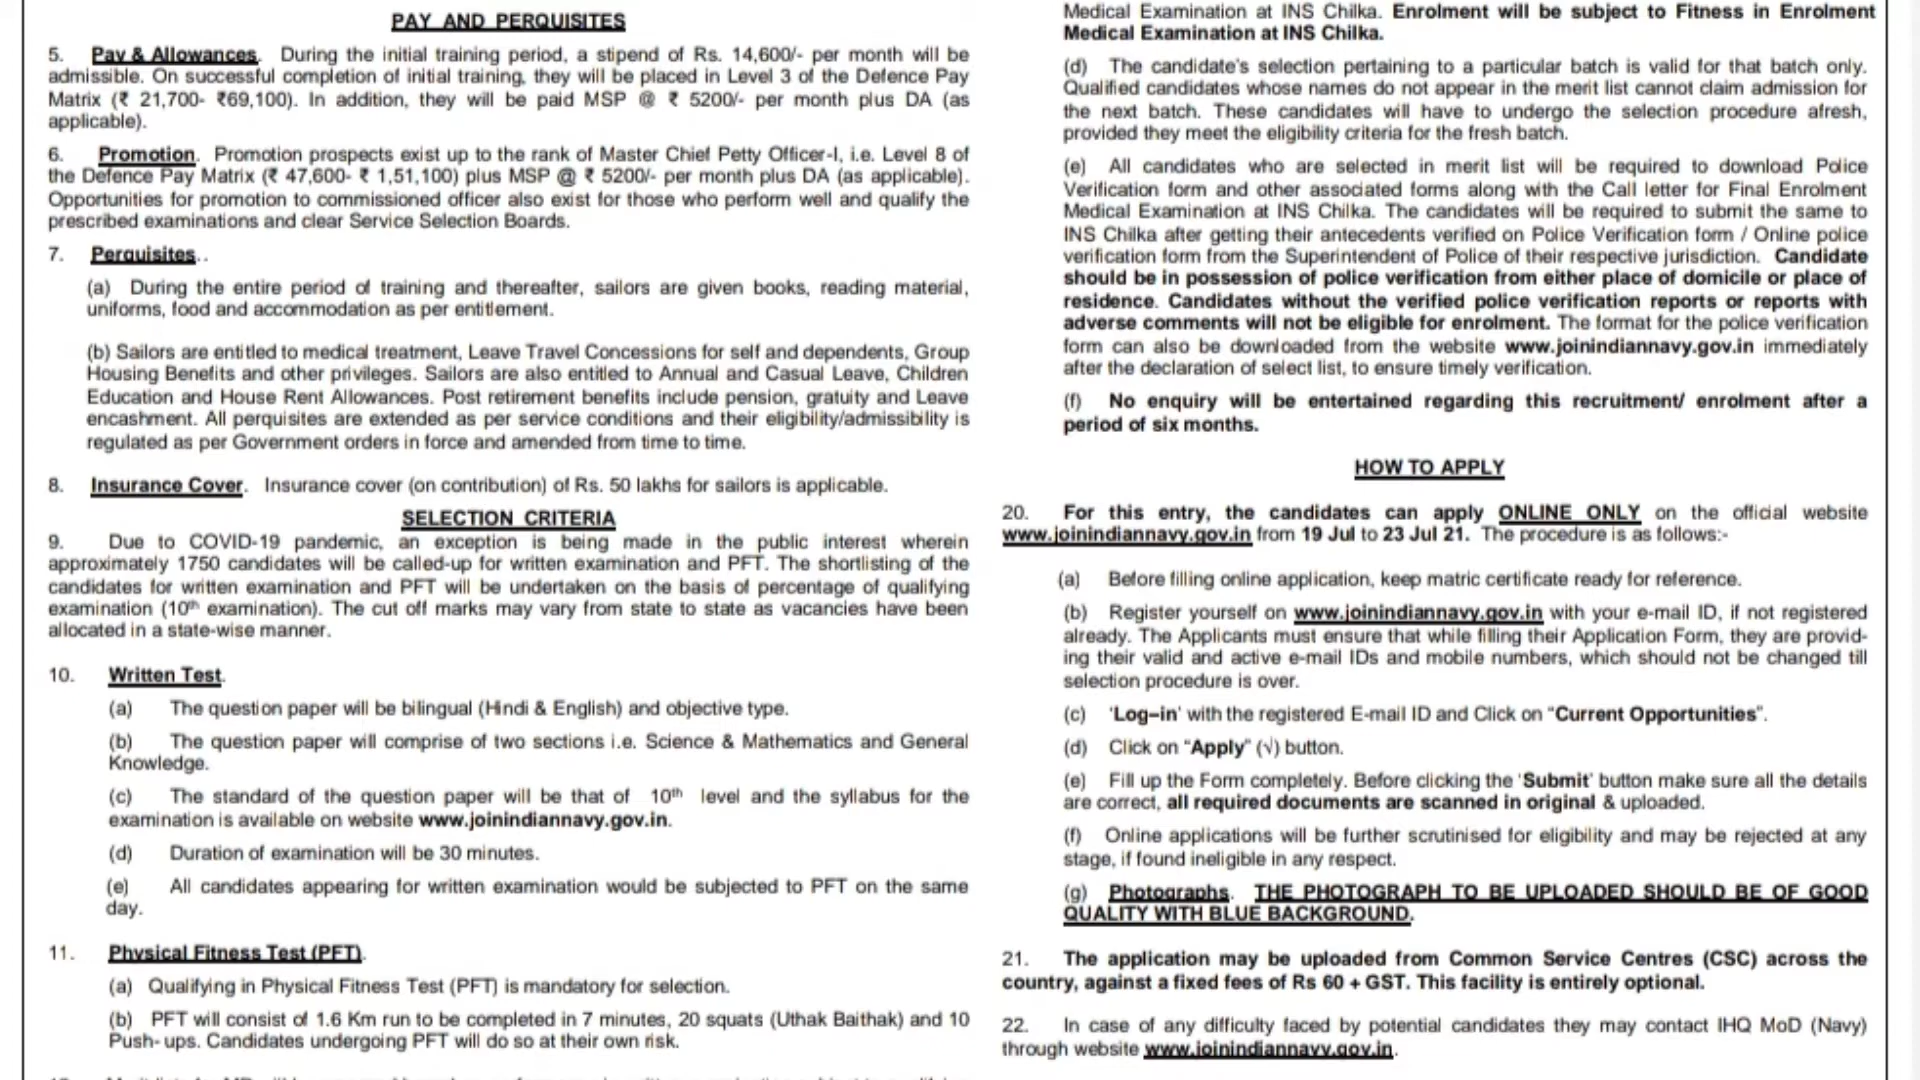 PAY AND PERQUISITES
5. Pay & Allowances. During the initial training period, a stipend of Rs. 14,600/- per month will be
admissible. On successful completion of initial training, they will be placed in Level 3 of the Defence Pay
Matrix (₹ 21,700- ₹69,100). In addition, they will be paid MSP @ ₹ 5200/- per month plus DA (as
applicable).
6. Promotion. Promotion prospects exist up to the rank of Master Chief Petty Officer-I, i.e. Level 8 of
the Defence Pay Matrix (₹ 47,600- ₹ 1,51,100) plus MSP @ ₹ 5200/- per month plus DA (as applicable).
Opportunities for promotion to commissioned officer also exist for those who perform well and qualify the
prescribed examinations and clear Service Selection Boards.
7. Perquisites..
(a) During the entire period of training and thereafter, sailors are given books, reading material,
uniforms, food and accommodation as per entitlement.
(b) Sailors are entitled to medical treatment, Leave Travel Concessions for self and dependents, Group
Housing Benefits and other privileges. Sailors are also entitled to Annual and Casual Leave, Children
Education and House Rent Allowances. Post retirement benefits include pension, gratuity and Leave
encashment. All perquisites are extended as per service conditions and their eligibility/admissibility is
regulated as per Government orders in force and amended from time to time.
8. Insurance Cover. Insurance cover (on contribution) of Rs. 50 lakhs for sailors is applicable.
SELECTION CRITERIA
9. Due to COVID-19 pandemic, an exception is being made in the public interest wherein
approximately 1750 candidates will be called-up for written examination and PFT. The shortlisting of the
candidates for written examination and PFT will be undertaken on the basis of percentage of qualifying
examination (10th examination). The cut off marks may vary from state to state as vacancies have been
allocated in a state-wise manner.
10. Written Test.
(a) The question paper will be bilingual (Hindi & English) and objective type.
(b) The question paper will comprise of two sections i.e. Science & Mathematics and General
Knowledge.
(c) The standard of the question paper will be that of 10th level and the syllabus for the
examination is available on website www.joinindiannavy.gov.in.
(d) Duration of examination will be 30 minutes.
(e) All candidates appearing for written examination would be subjected to PFT on the same
day.
11. Physical Fitness Test (PFT).
(a) Qualifying in Physical Fitness Test (PFT) is mandatory for selection.
(b) PFT will consist of 1.6 Km run to be completed in 7 minutes, 20 squats (Uthak Baithak) and 10
Push- ups. Candidates undergoing PFT will do so at their own risk.
Medical Examination at INS Chilka. Enrolment will be subject to Fitness in Enrolment
Medical Examination at INS Chilka.
(d) The candidate's selection pertaining to a particular batch is valid for that batch only.
Qualified candidates whose names do not appear in the merit list cannot claim admission for
the next batch. These candidates will have to undergo the selection procedure afresh,
provided they meet the eligibility criteria for the fresh batch.
(e) All candidates who are selected in merit list will be required to download Police
Verification form and other associated forms along with the Call letter for Final Enrolment
Medical Examination at INS Chilka. The candidates will be required to submit the same to
INS Chilka after getting their antecedents verified on Police Verification form / Online police
verification form from the Superintendent of Police of their respective jurisdiction. Candidate
should be in possession of police verification from either place of domicile or place of
residence. Candidates without the verified police verification reports or reports with
adverse comments will not be eligible for enrolment. The format for the police verification
form can also be downloaded from the website www.joinindiannavy.gov.in immediately
after the declaration of select list, to ensure timely verification.
(f) No enquiry will be entertained regarding this recruitment/ enrolment after a
period of six months.
HOW TO APPLY
20. For this entry, the candidates can apply ONLINE ONLY on the official website
www.joinindiannavy.gov.in from 19 Jul to 23 Jul 21. The procedure is as follows:-
(a) Before filling online application, keep matric certificate ready for reference.
(b) Register yourself on www.joinindiannavy.gov.in with your e-mail ID, if not registered
already. The Applicants must ensure that while filling their Application Form, they are provid-
ing their valid and active e-mail IDs and mobile numbers, which should not be changed till
selection procedure is over.
(c) 'Log–in' with the registered E-mail ID and Click on "Current Opportunities".
(d) Click on "Apply" (√) button.
(e) Fill up the Form completely. Before clicking the 'Submit' button make sure all the details
are correct, all required documents are scanned in original & uploaded.
(f) Online applications will be further scrutinised for eligibility and may be rejected at any
stage, if found ineligible in any respect.
(g) Photographs. THE PHOTOGRAPH TO BE UPLOADED SHOULD BE OF GOOD
QUALITY WITH BLUE BACKGROUND.
21. The application may be uploaded from Common Service Centres (CSC) across the
country, against a fixed fees of Rs 60 + GST. This facility is entirely optional.
22. In case of any difficulty faced by potential candidates they may contact IHQ MoD (Navy)
through website www.joinindiannavy.gov.in.